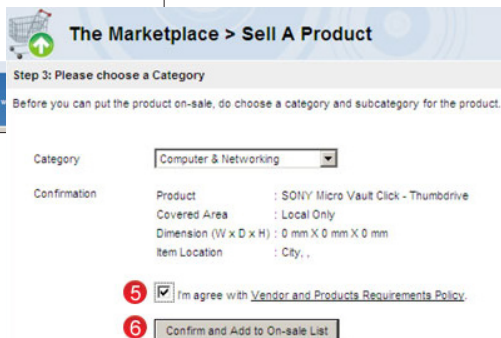 The Marketplace > Sell A Product
Step 3: Please choose a Category
Before you can put the product on-sale, do choose a category and subcategory for the product.
Category Computer & Networking
Confirmation Product : SONY Micro Vault Click - Thumbdrive
Covered Area : Local Only
Dimension (W x D x H) : 0 mm X 0 mm X 0 mm
Item Location : City, ,
5 I'm agree with Vendor and Products Requirements Policy.
6 Confirm and Add to On-sale List